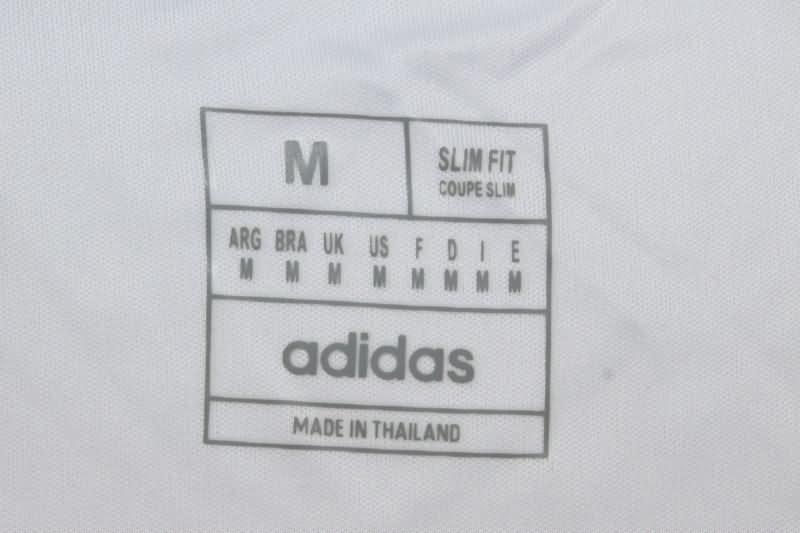 M
SLIM FIT
COUPE SLIM
ARG BRA UK US F D I E
M M M M M M M M
adidas
MADE IN THAILAND